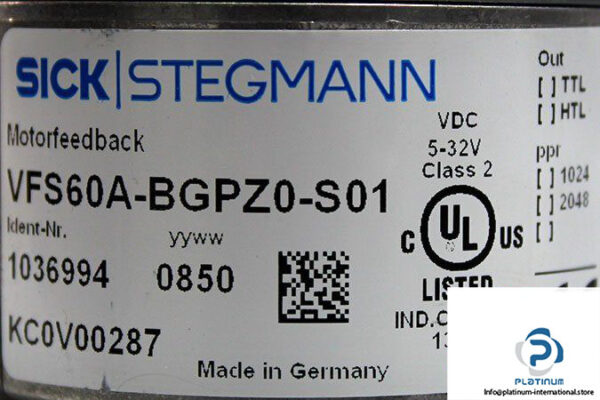 SICK|STEGMANN
Motorfeedback
VFS60A-BGPZ0-S01
Ident-Nr.
yyww
1036994
0850
KC0V00287
Made in Germany
VDC
5-32V
Class 2
C UL US
LISTED
IND.C
Out
[ ] TTL
[ ] HTL
ppr
[ ] 1024
[ ] 2048
[ ]
PLATINUM
Info@platinum-international.store